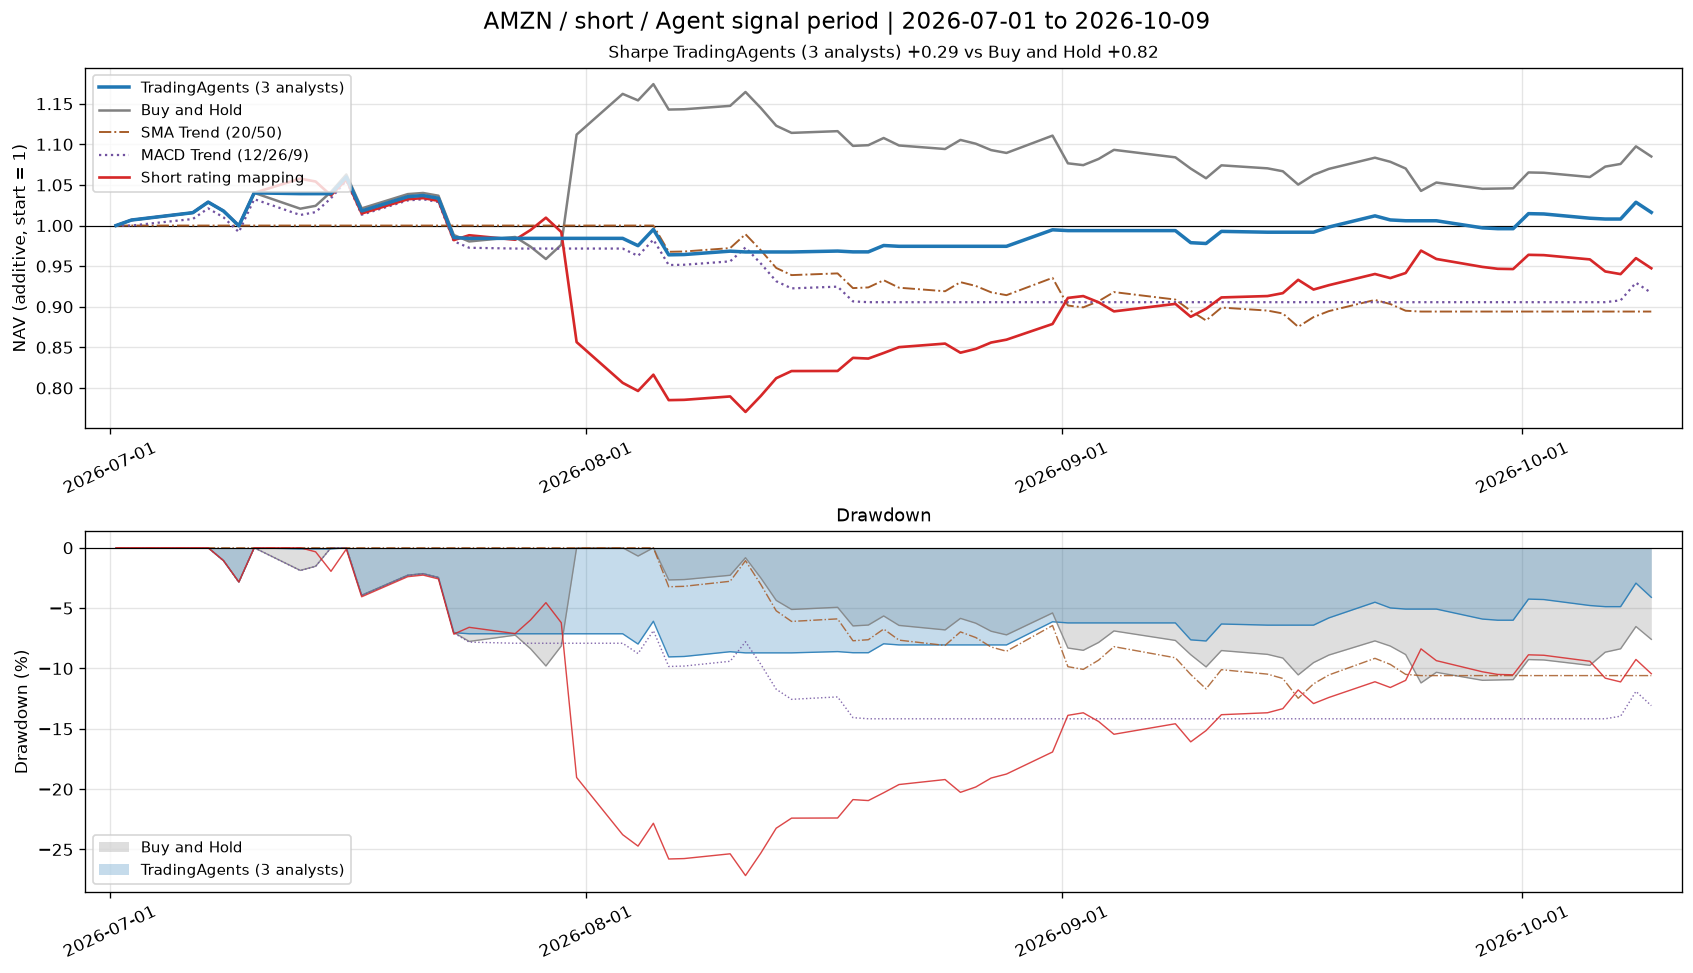 AMZN / short / Agent signal period | 2026-07-01 to 2026-10-09
Sharpe TradingAgents (3 analysts) +0.29 vs Buy and Hold +0.82
NAV (additive, start = 1)
1.15
1.10
1.05
1.00
0.95
0.90
0.85
0.80
TradingAgents (3 analysts)
Buy and Hold
SMA Trend (20/50)
MACD Trend (12/26/9)
Short rating mapping
2026-07-01
2026-08-01
2026-09-01
2026-10-01
Drawdown
Drawdown (%)
0
−5
−10
−15
−20
−25
Buy and Hold
TradingAgents (3 analysts)
2026-07-01
2026-08-01
2026-09-01
2026-10-01